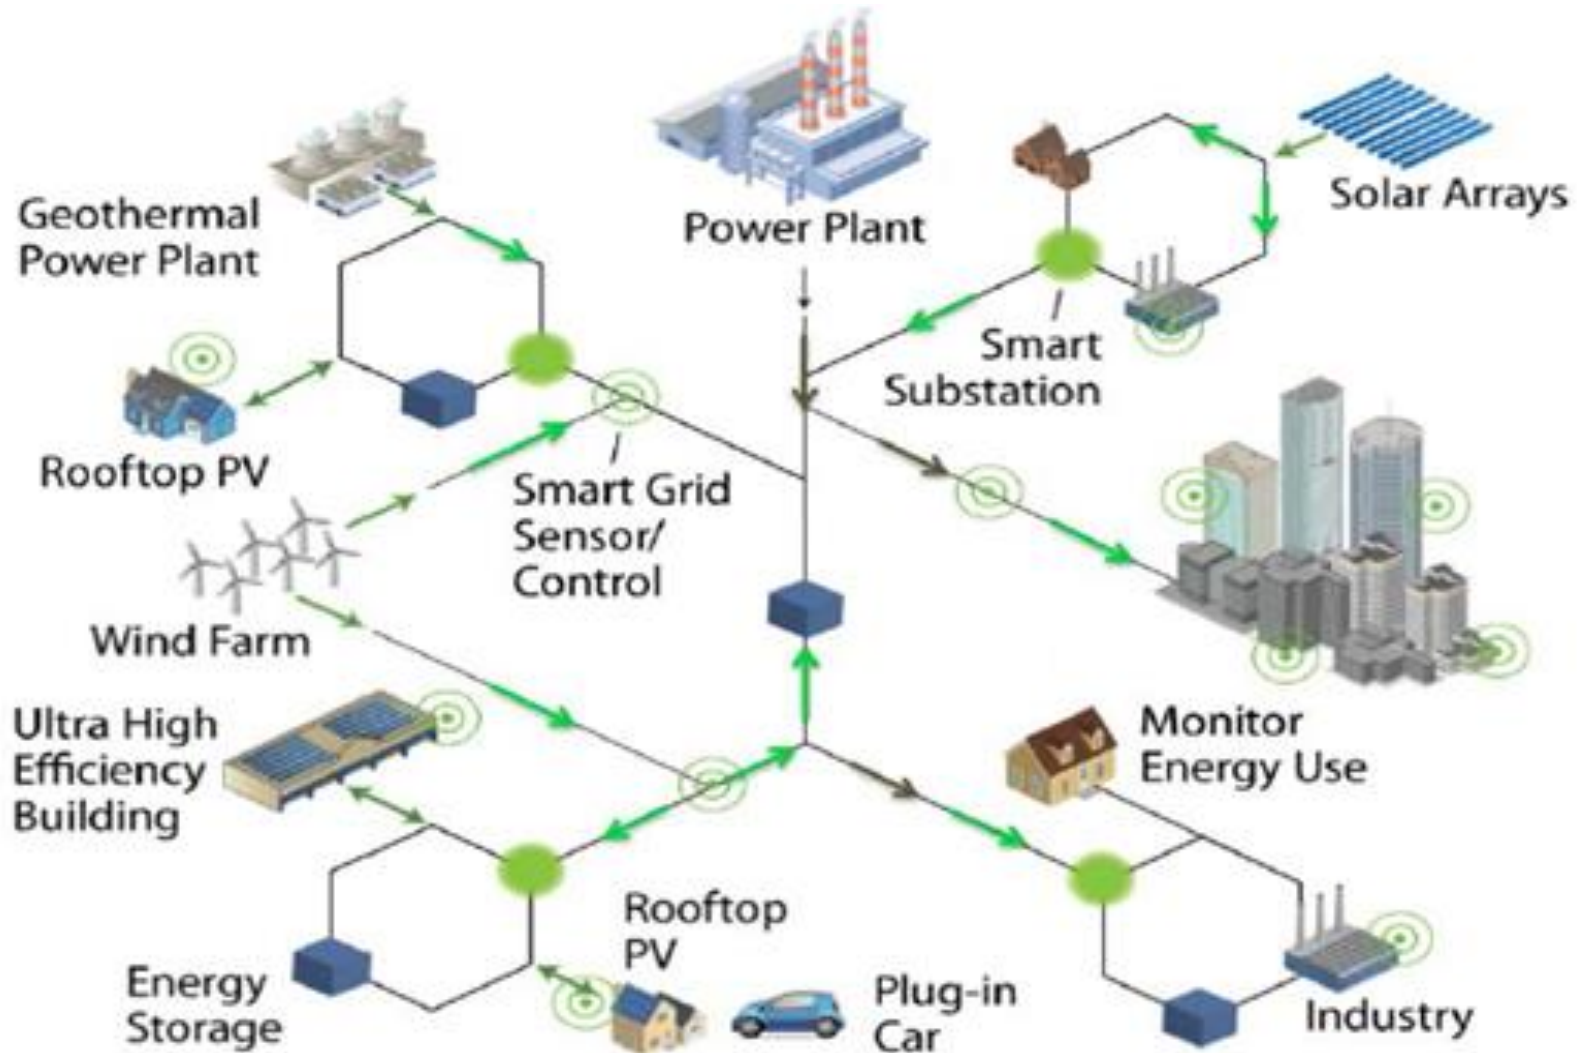 Geothermal
Power Plant
Power Plant
Solar Arrays
Smart
Substation
Rooftop PV
Smart Grid
Sensor/
Control
Wind Farm
Ultra High
Efficiency
Building
Monitor
Energy Use
Energy
Storage
Rooftop
PV
Plug-in
Car
Industry